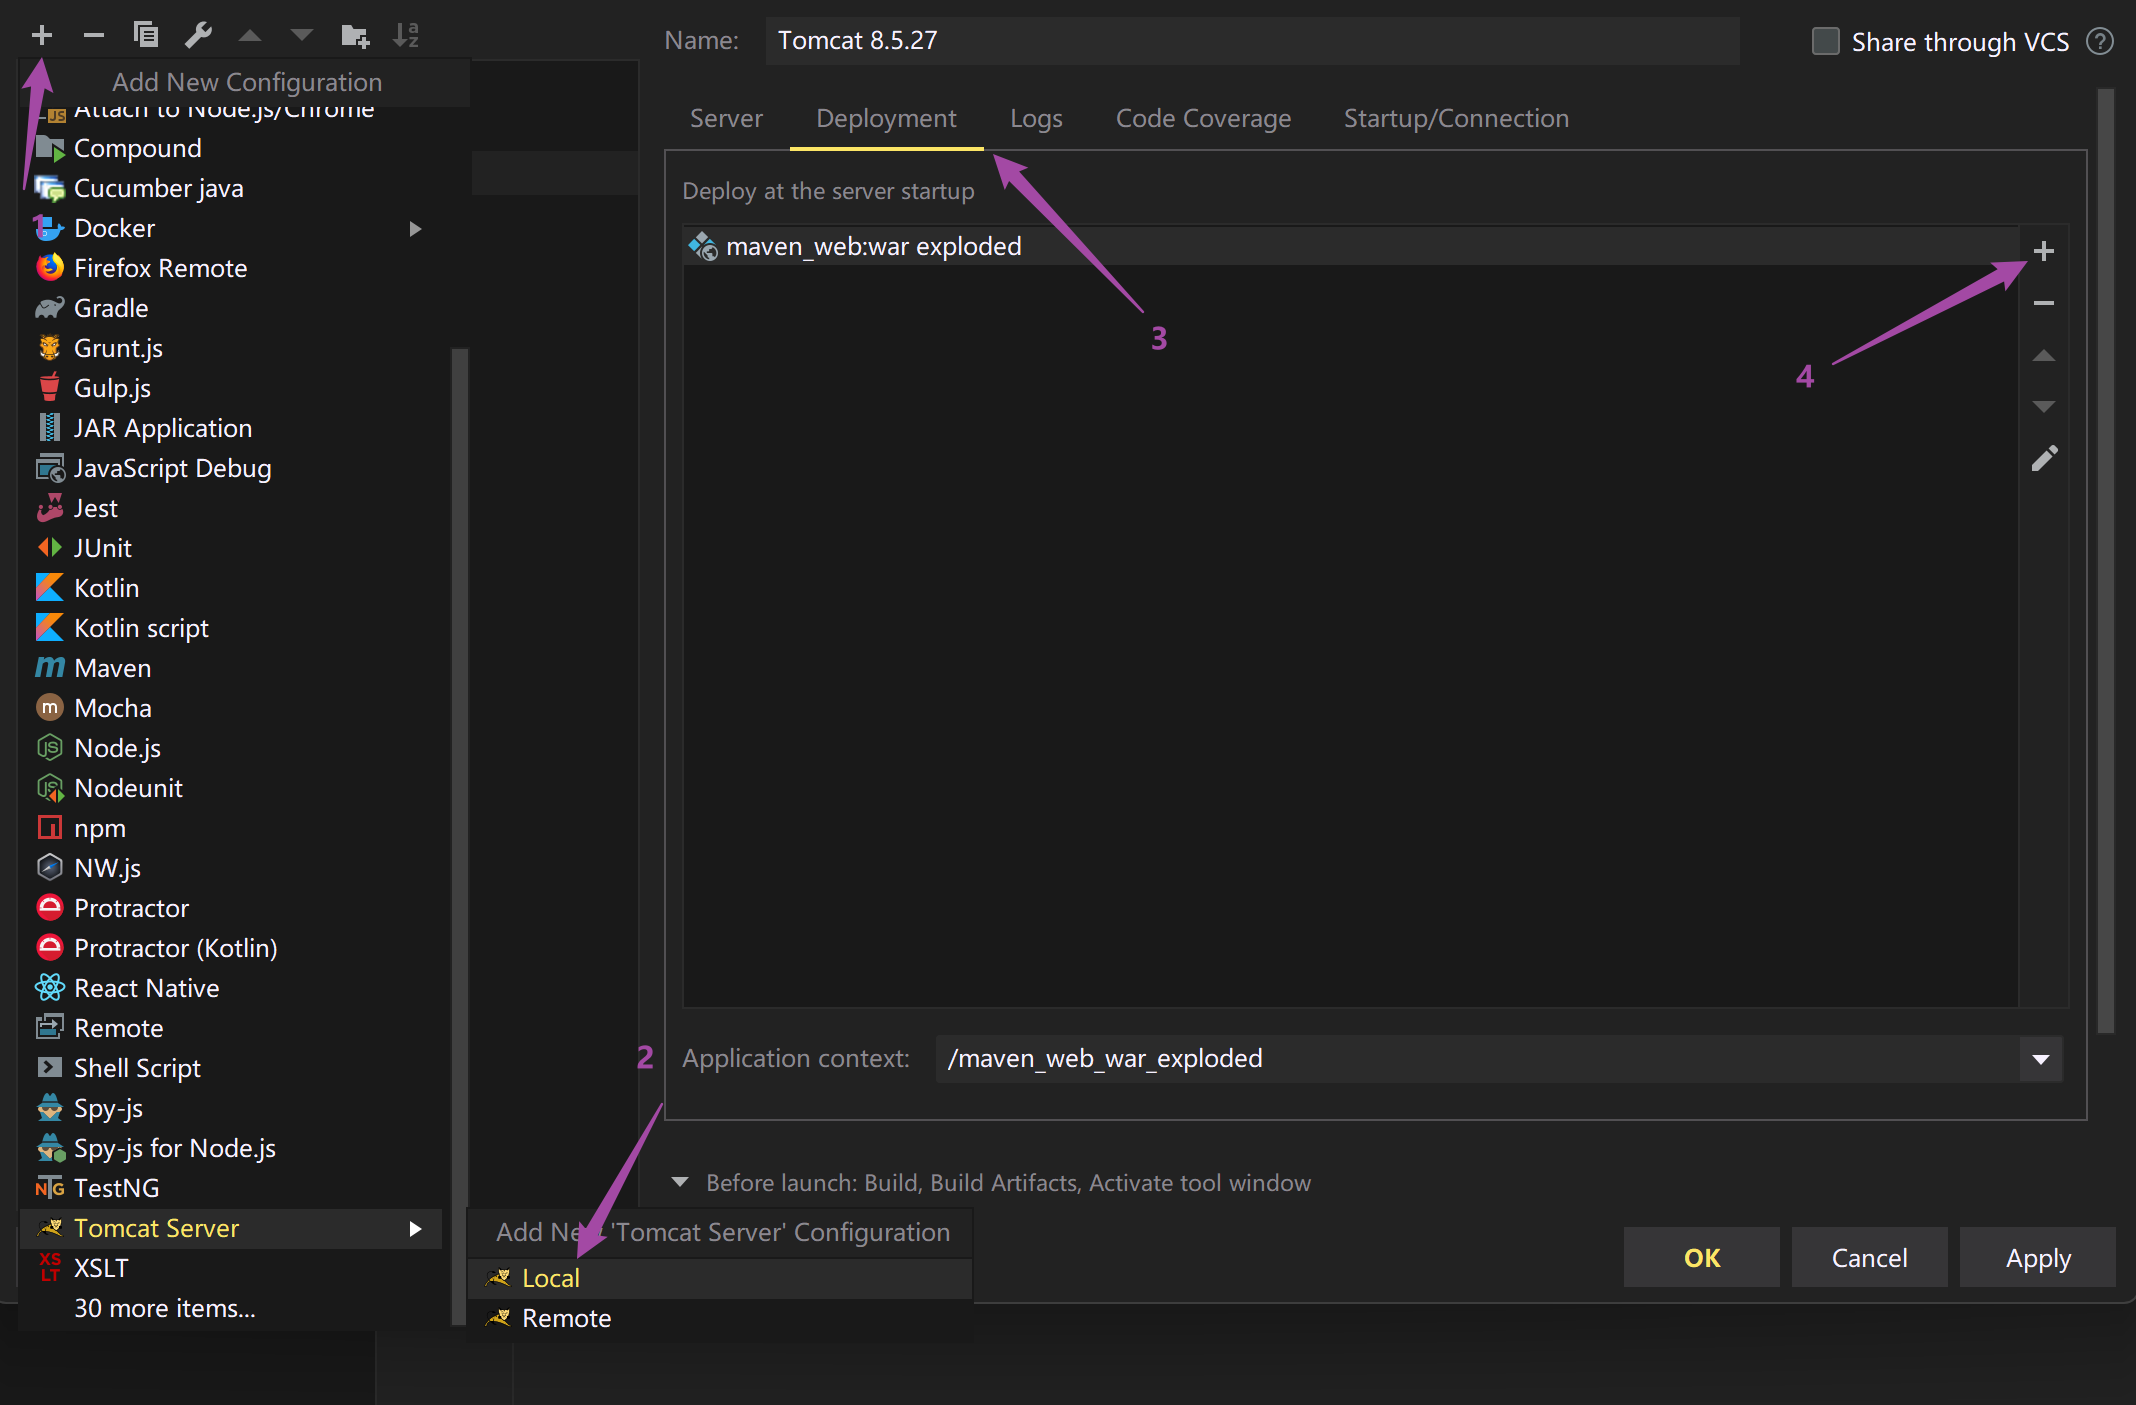 Add New Configuration
Attach to Node.js/Chrome
Compound
Cucumber java
1
Docker
Firefox Remote
Gradle
Grunt.js
Gulp.js
JAR Application
JavaScript Debug
Jest
JUnit
Kotlin
Kotlin script
Maven
Mocha
Node.js
Nodeunit
npm
NW.js
Protractor
Protractor (Kotlin)
React Native
Remote
Shell Script
Spy-js
Spy-js for Node.js
TestNG
Tomcat Server
XSLT
30 more items...
Add New 'Tomcat Server' Configuration
Local
Remote
Name: Tomcat 8.5.27
Share through VCS
Server Deployment Logs Code Coverage Startup/Connection
Deploy at the server startup
maven_web:war exploded
3
4
2
Application context: /maven_web_war_exploded
Before launch: Build, Build Artifacts, Activate tool window
OK Cancel Apply